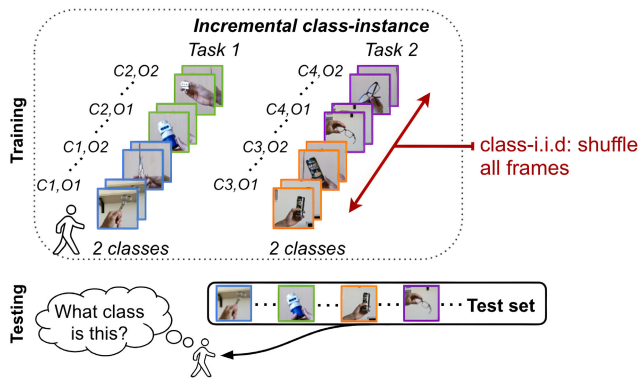 Incremental class-instance
Task 1
Task 2
C2,O2
C2,O1
C1,O2
C1,O1
C4,O2
C4,O1
C3,O2
C3,O1
2 classes
2 classes
Training
class-i.i.d: shuffle
all frames
Testing
What class
is this?
Test set